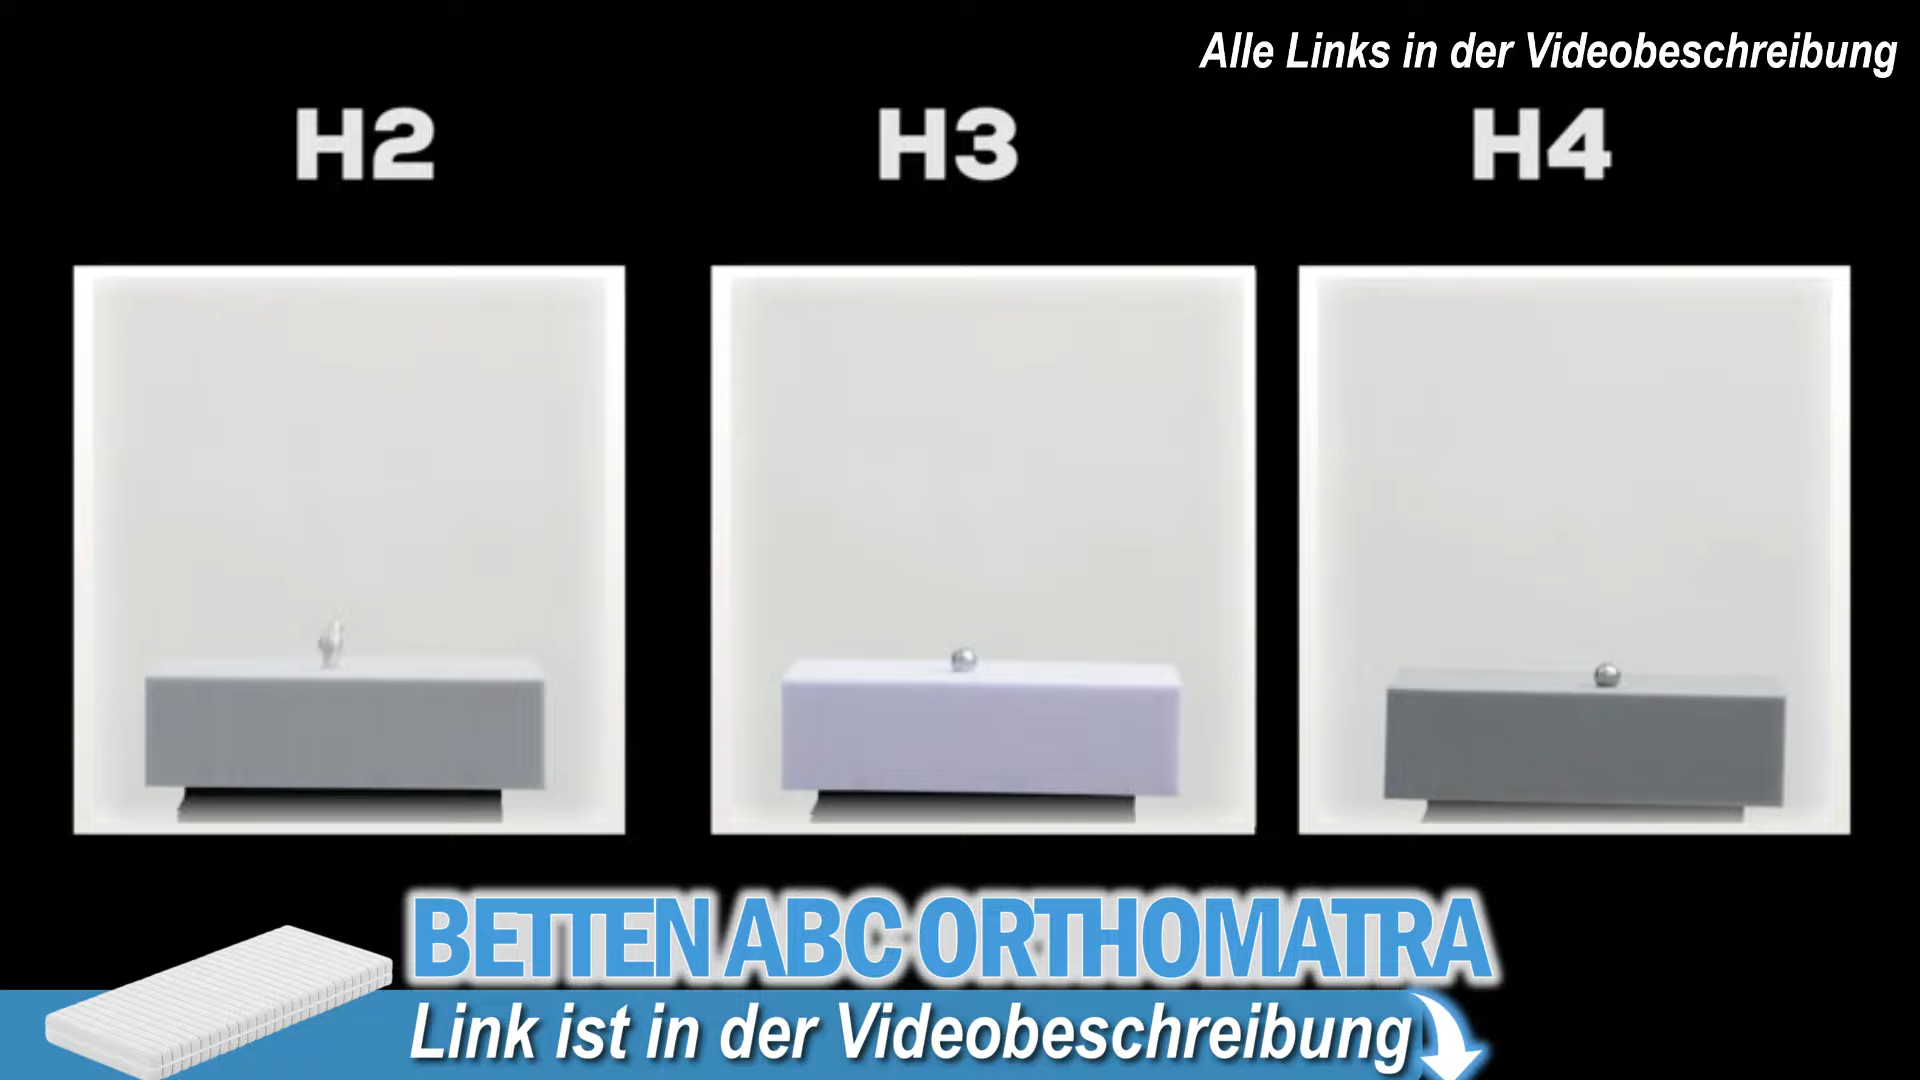 Alle Links in der Videobeschreibung
H2 H3 H4
BETTEN ABC ORTHOMATRA
Link ist in der Videobeschreibung